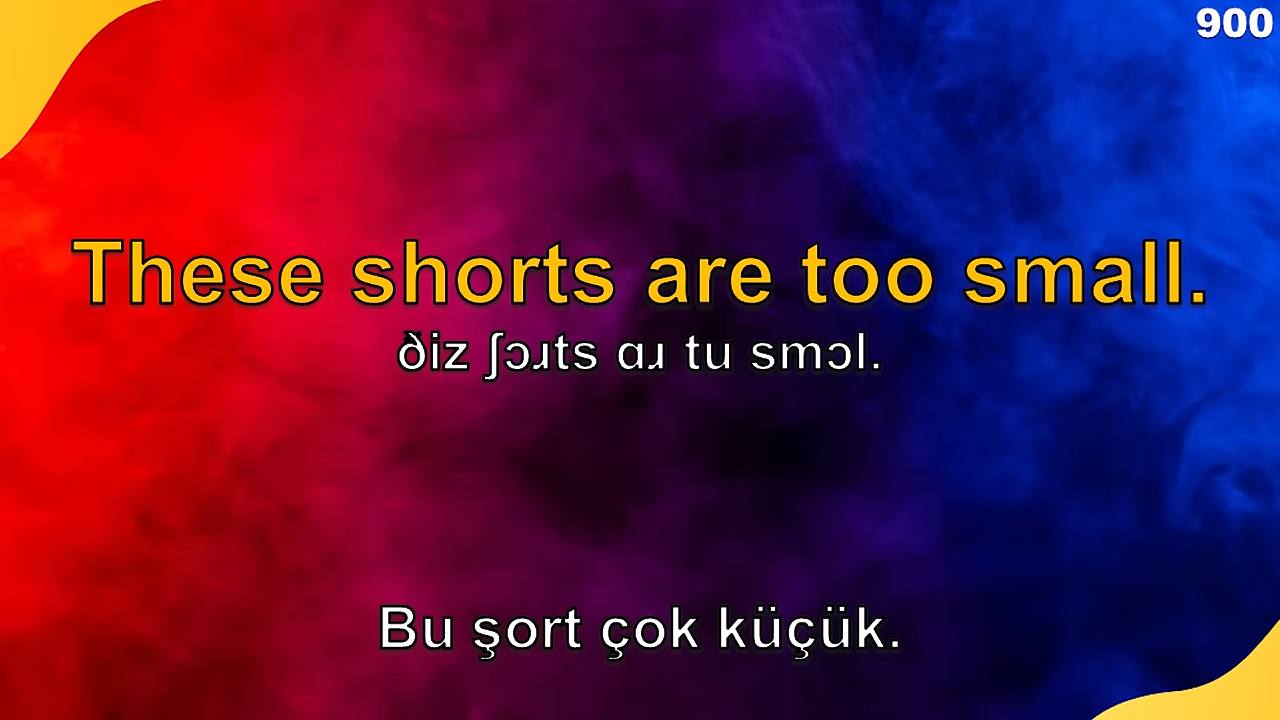 900
These shorts are too small.
ðiz ʃɔɹts ɑɹ tu smɔl.
Bu şort çok küçük.